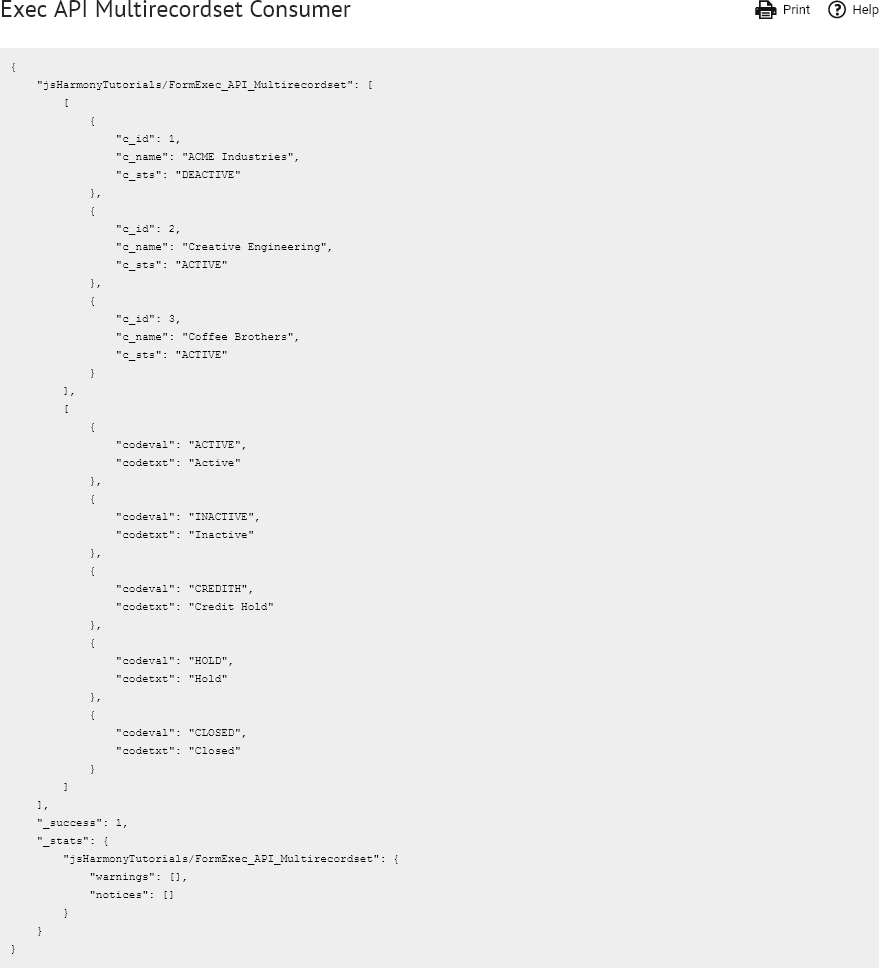 Exec API Multirecordset Consumer
Print
Help
{
    "jsHarmonyTutorials/FormExec_API_Multirecordset": [
        [
            {
                "c_id": 1,
                "c_name": "ACME Industries",
                "c_sts": "DEACTIVE"
            },
            {
                "c_id": 2,
                "c_name": "Creative Engineering",
                "c_sts": "ACTIVE"
            },
            {
                "c_id": 3,
                "c_name": "Coffee Brothers",
                "c_sts": "ACTIVE"
            }
        ],
        [
            {
                "codeval": "ACTIVE",
                "codetxt": "Active"
            },
            {
                "codeval": "INACTIVE",
                "codetxt": "Inactive"
            },
            {
                "codeval": "CREDITH",
                "codetxt": "Credit Hold"
            },
            {
                "codeval": "HOLD",
                "codetxt": "Hold"
            },
            {
                "codeval": "CLOSED",
                "codetxt": "Closed"
            }
        ]
    ],
    "_success": 1,
    "_stats": {
        "jsHarmonyTutorials/FormExec_API_Multirecordset": {
            "warnings": [],
            "notices": []
        }
    }
}